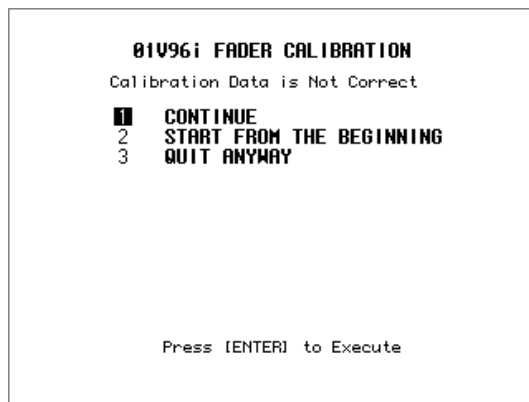 01V96i FADER CALIBRATION
Calibration Data is Not Correct
1 CONTINUE
2 START FROM THE BEGINNING
3 QUIT ANYWAY
Press [ENTER] to Execute